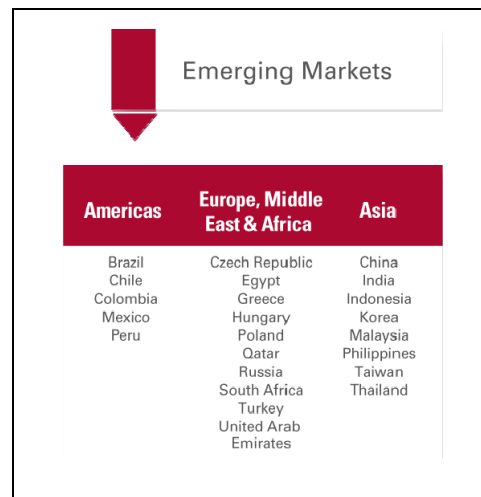 Emerging Markets
Americas
Europe, Middle
East & Africa
Asia
Brazil
Chile
Colombia
Mexico
Peru
Czech Republic
Egypt
Greece
Hungary
Poland
Qatar
Russia
South Africa
Turkey
United Arab
Emirates
China
India
Indonesia
Korea
Malaysia
Philippines
Taiwan
Thailand